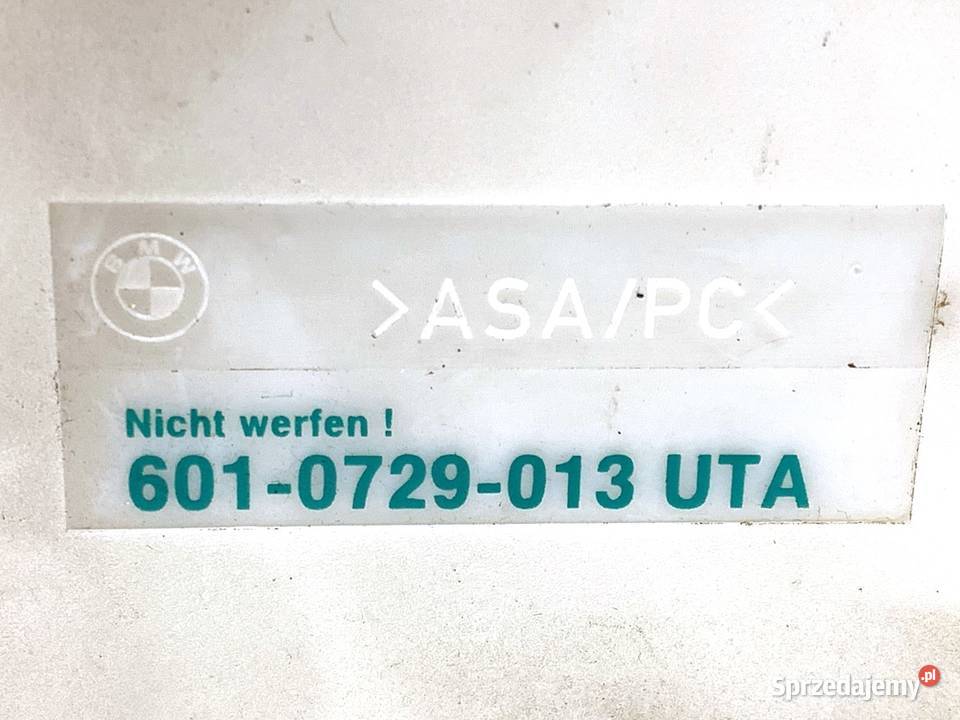 BMW
>ASA/PC<
Nicht werfen !
601-0729-013 UTA
Sprzedajemy.pl